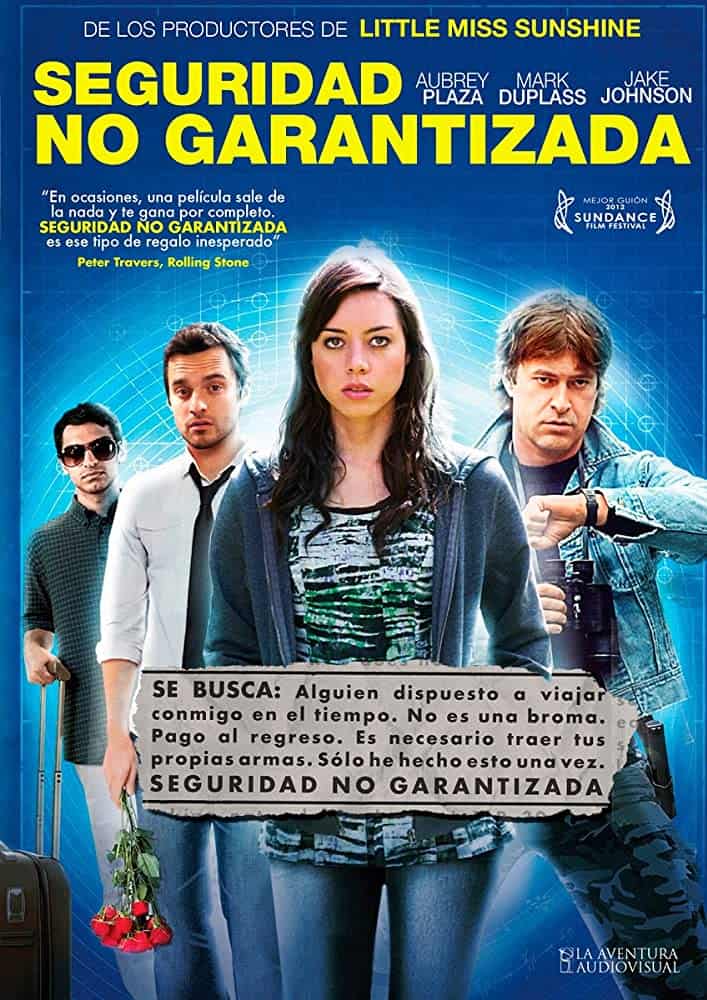 DE LOS PRODUCTORES DE LITTLE MISS SUNSHINE
SEGURIDAD
NO GARANTIZADA
AUBREY PLAZA
MARK DUPLASS
JAKE JOHNSON
“En ocasiones, una película sale de
la nada y te gana por completo.
SEGURIDAD NO GARANTIZADA
es ese tipo de regalo inesperado”
Peter Travers, Rolling Stone
MEJOR GUIÓN
2012
SUNDANCE
FILM FESTIVAL
SE BUSCA: Alguien dispuesto a viajar
conmigo en el tiempo. No es una broma.
Pago al regreso. Es necesario traer tus
propias armas. Sólo he hecho esto una vez.
SEGURIDAD NO GARANTIZADA
LA AVENTURA
AUDIOVISUAL